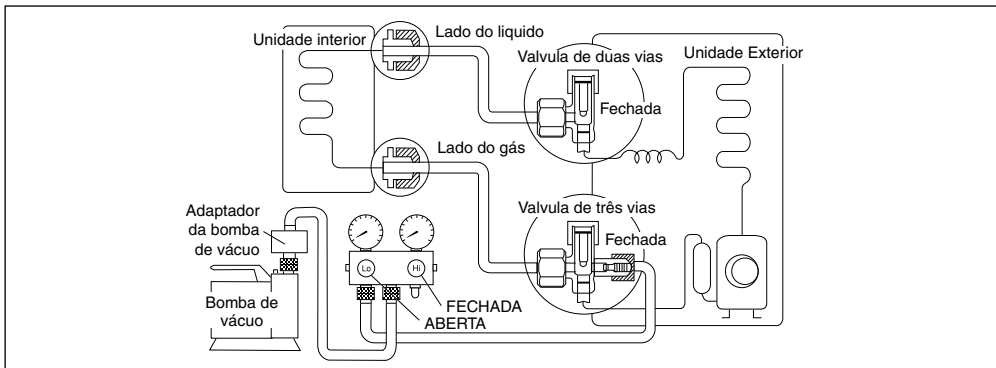 Unidade interior
Lado do liquido
Valvula de duas vias
Unidade Exterior
Fechada
Lado do gás
Adaptador
da bomba
de vácuo
Valvula de três vias
Fechada
Lo
Hi
Bomba de
vácuo
FECHADA
ABERTA